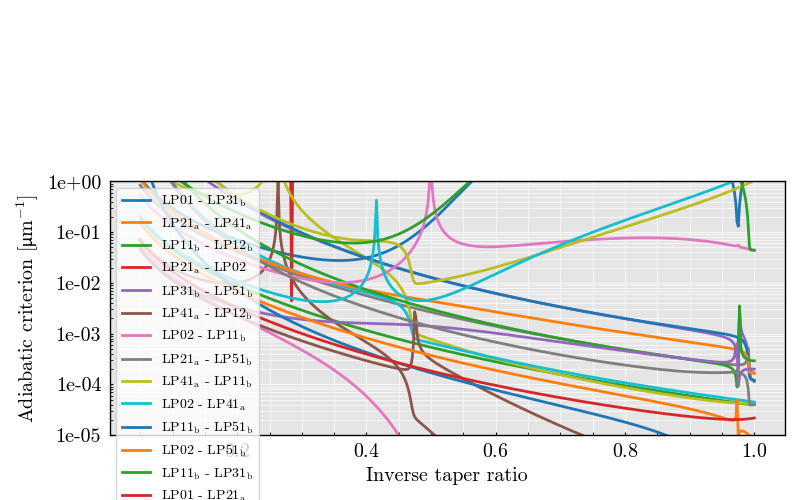 1e+00
1e-01
1e-02
1e-03
1e-04
1e-05
Adiabatic criterion [μm⁻¹]
LP01 - LP31b
LP21a - LP41a
LP11b - LP12b
LP21a - LP02
LP31b - LP51b
LP41a - LP12b
LP02 - LP11b
LP21a - LP51b
LP41a - LP11b
LP02 - LP41a
LP11b - LP51b
LP02 - LP51b
LP11b - LP31b
LP01 - LP21a
0.2 0.4 0.6 0.8 1.0
Inverse taper ratio